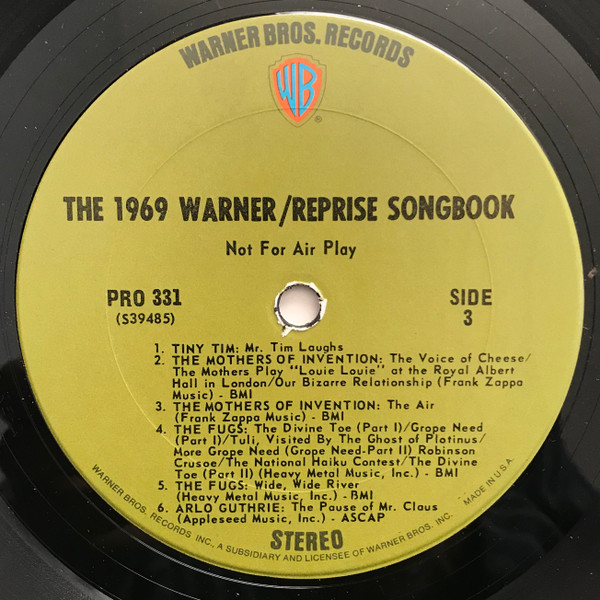 WARNER BROS. RECORDS
WB
®
THE 1969 WARNER/REPRISE SONGBOOK
Not For Air Play
PRO 331
(S39485)
SIDE
3
1. TINY TIM: Mr. Tim Laughs
2. THE MOTHERS OF INVENTION: The Voice of Cheese/
The Mothers Play "Louie Louie" at the Royal Albert
Hall in London/Our Bizarre Relationship (Frank Zappa
Music) - BMI
3. THE MOTHERS OF INVENTION: The Air
(Frank Zappa Music) - BMI
4. THE FUGS: The Divine Toe (Part I)/Grope Need
(Part I)/Tuli, Visited By The Ghost of Plotinus/
More Grope Need (Grope Need-Part II) Robinson
Crusoe/The National Haiku Contest/The Divine
Toe (Part II) (Heavy Metal Music, Inc.) - BMI
5. THE FUGS: Wide, Wide River
(Heavy Metal Music, Inc.) - BMI
6. ARLO GUTHRIE: The Pause of Mr. Claus
(Appleseed Music, Inc.) - ASCAP
STEREO
WARNER BROS. RECORDS INC., A SUBSIDIARY AND LICENSEE OF WARNER BROS. INC. MADE IN U.S.A.